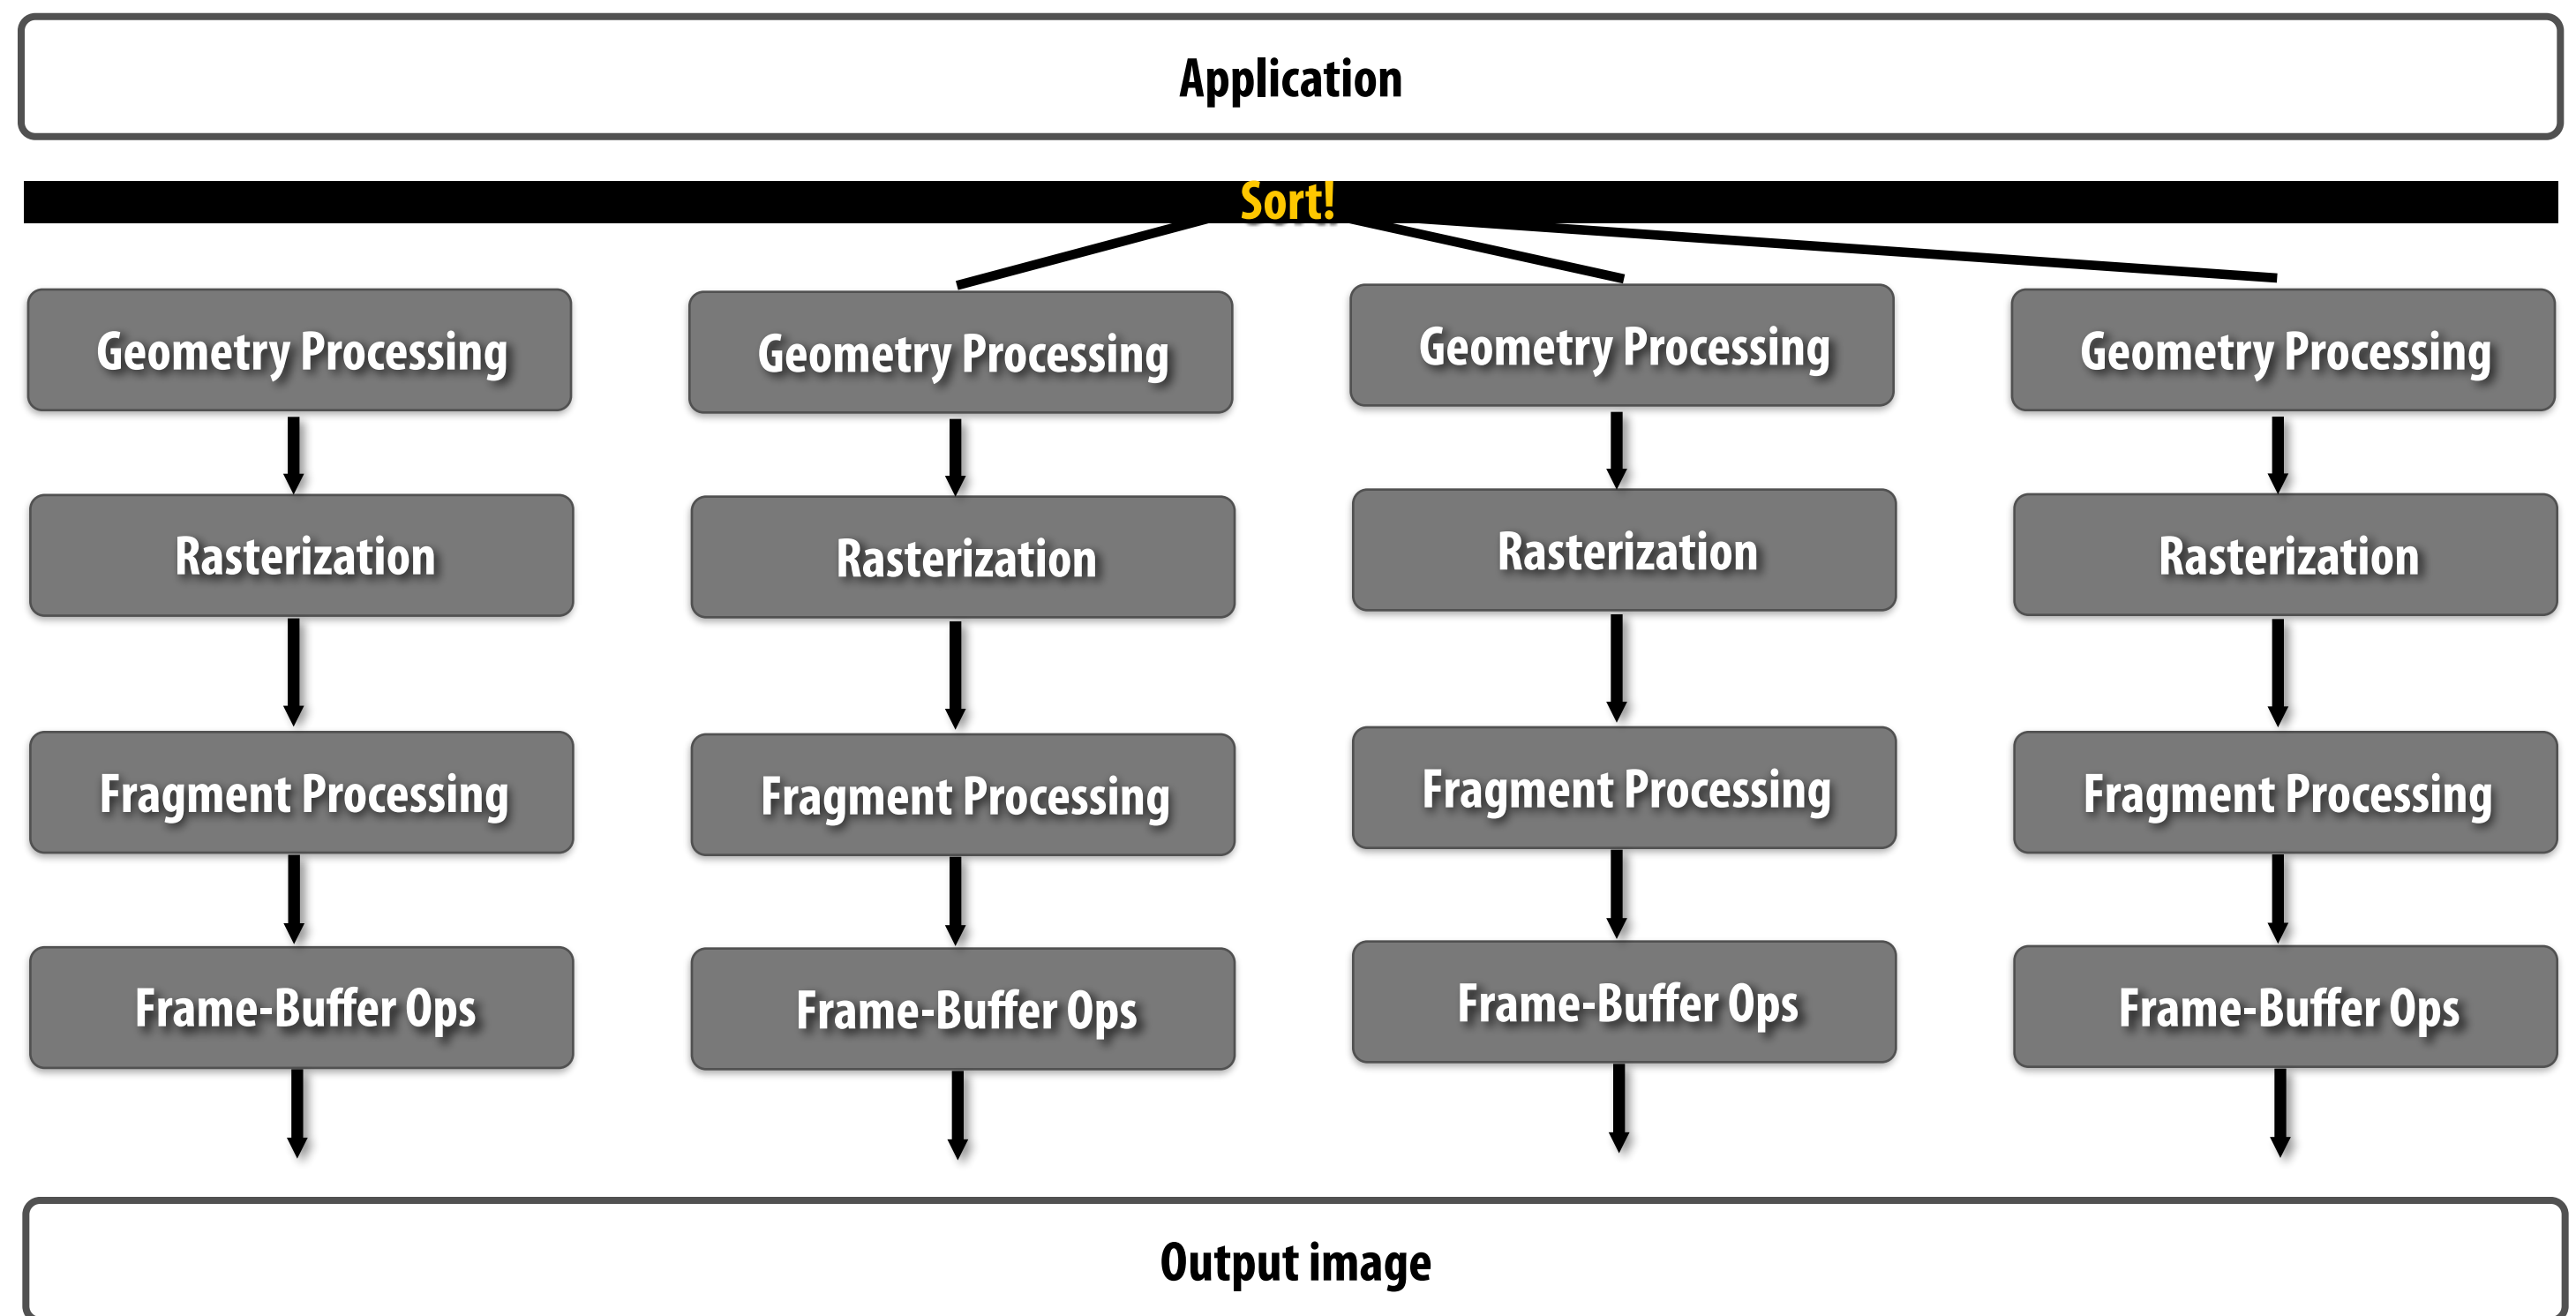 Application
Sort!
Geometry Processing
Geometry Processing
Geometry Processing
Geometry Processing
Rasterization
Rasterization
Rasterization
Rasterization
Fragment Processing
Fragment Processing
Fragment Processing
Fragment Processing
Frame-Buffer Ops
Frame-Buffer Ops
Frame-Buffer Ops
Frame-Buffer Ops
Output image